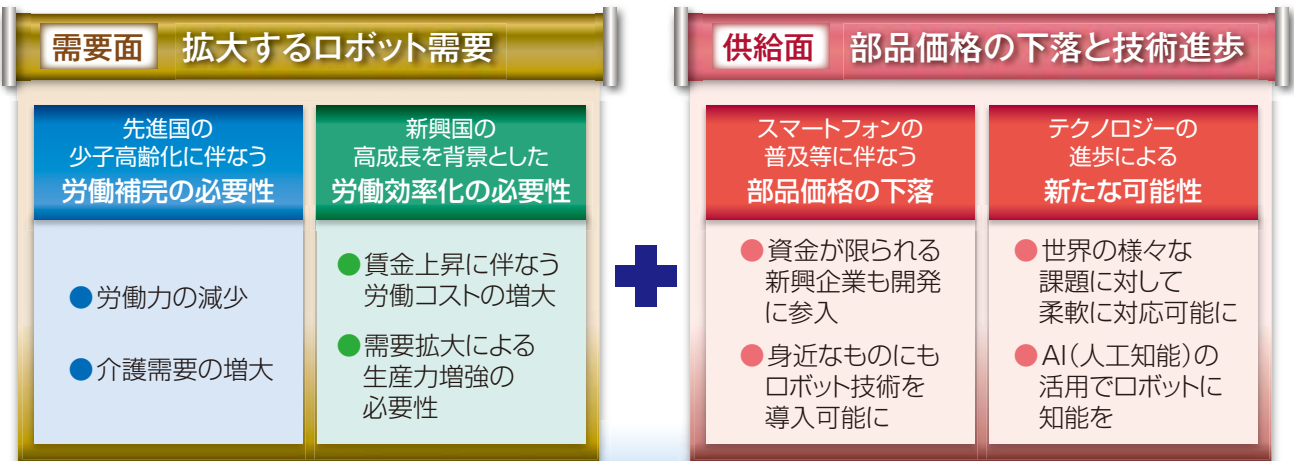 需要面 拡大するロボット需要
先進国の
少子高齢化に伴なう
労働補完の必要性
●労働力の減少
●介護需要の増大
新興国の
高成長を背景とした
労働効率化の必要性
●賃金上昇に伴なう
労働コストの増大
●需要拡大による
生産力増強の
必要性
供給面 部品価格の下落と技術進歩
スマートフォンの
普及等に伴なう
部品価格の下落
●資金が限られる
新興企業も開発
に参入
●身近なものにも
ロボット技術を
導入可能に
テクノロジーの
進歩による
新たな可能性
●世界の様々な
課題に対して
柔軟に対応可能に
●AI(人工知能)の
活用でロボットに
知能を